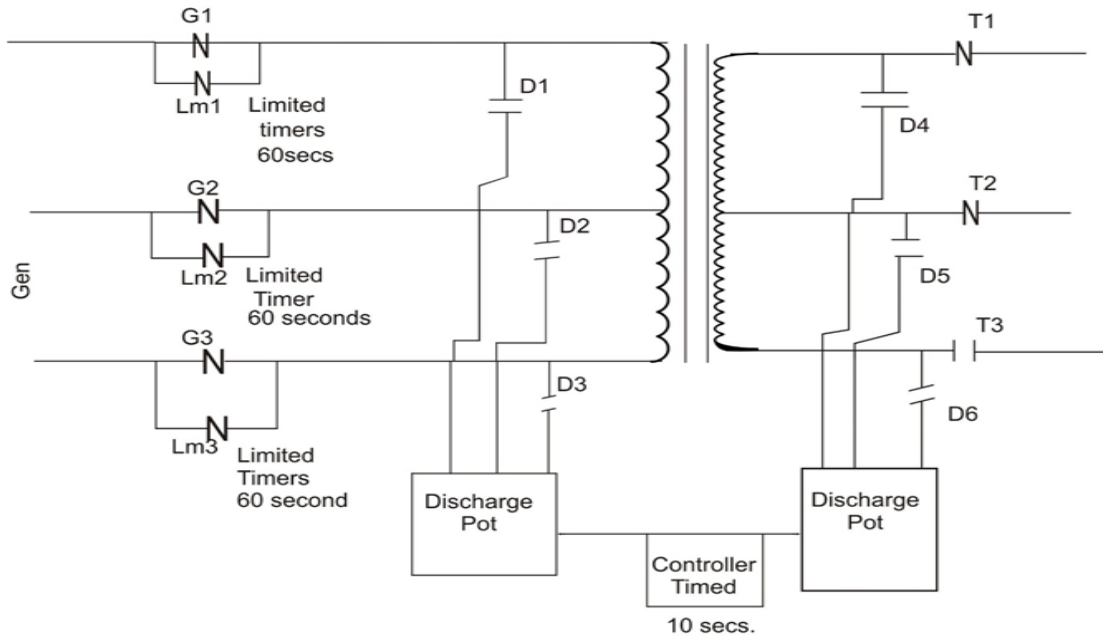 G1
Lm1
Limited
timers
60secs
D1
T1
D4
G2
Lm2
Limited
Timer
60 seconds
D2
T2
D5
Gen
G3
Lm3
Limited
Timers
60 second
D3
T3
D6
Discharge
Pot
Controller
Timed
10 secs.
Discharge
Pot